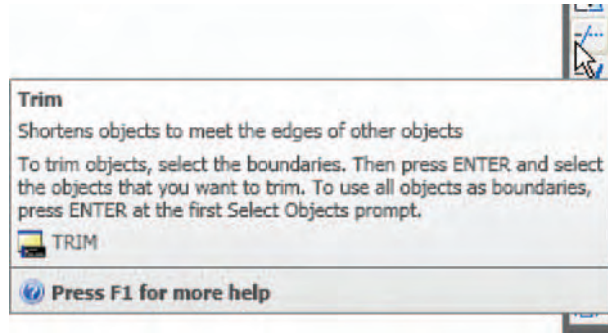 Trim
Shortens objects to meet the edges of other objects
To trim objects, select the boundaries. Then press ENTER and select
the objects that you want to trim. To use all objects as boundaries,
press ENTER at the first Select Objects prompt.
TRIM
Press F1 for more help